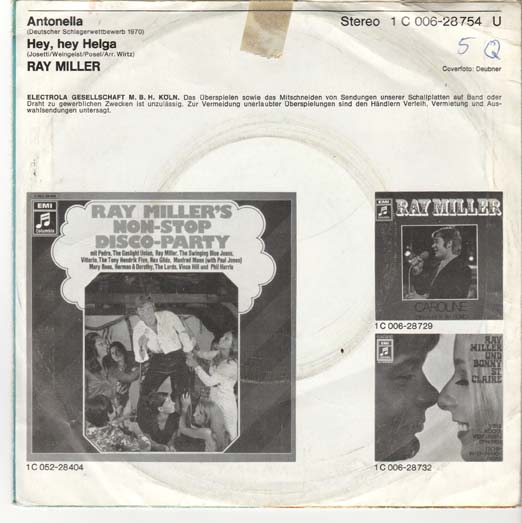 Antonella
(Deutscher Schlagerwettbewerb 1970)
Hey, hey Helga
(Josetti/Weingeist/Posel/Arr. Wirtz)
RAY MILLER
Stereo 1 C 006-28754 U
5 Q
Coverfoto: Deubner
ELECTROLA GESELLSCHAFT M. B. H. KÖLN. Das Überspielen sowie das Mitschneiden von Sendungen unserer Schallplatten auf Band oder
Draht zu gewerblichen Zwecken ist unzulässig. Zur Vermeidung unerlaubter Überspielungen sind den Händlern Verleih, Vermietung und Aus-
wahlsendungen untersagt.
EMI
Columbia
RAY MILLER'S
NON-STOP
DISCO-PARTY
mit Pedro, The Gaslight Union, Ray Miller, The Swinging Blue Jeans,
Vittorio, The Tony Hendrik Five, Rex Gildo, Manfred Mann (with Paul Jones)
Mary Roos, Herman & Dorothy, The Lords, Vince Hill und Phil Harris
1 C 052-28404
EMI
RAY MILLER
CAROLINE
1 C 006-28729
RAY
MILLER
UND
BONNY
ST.
CLAIRE
1 C 006-28732